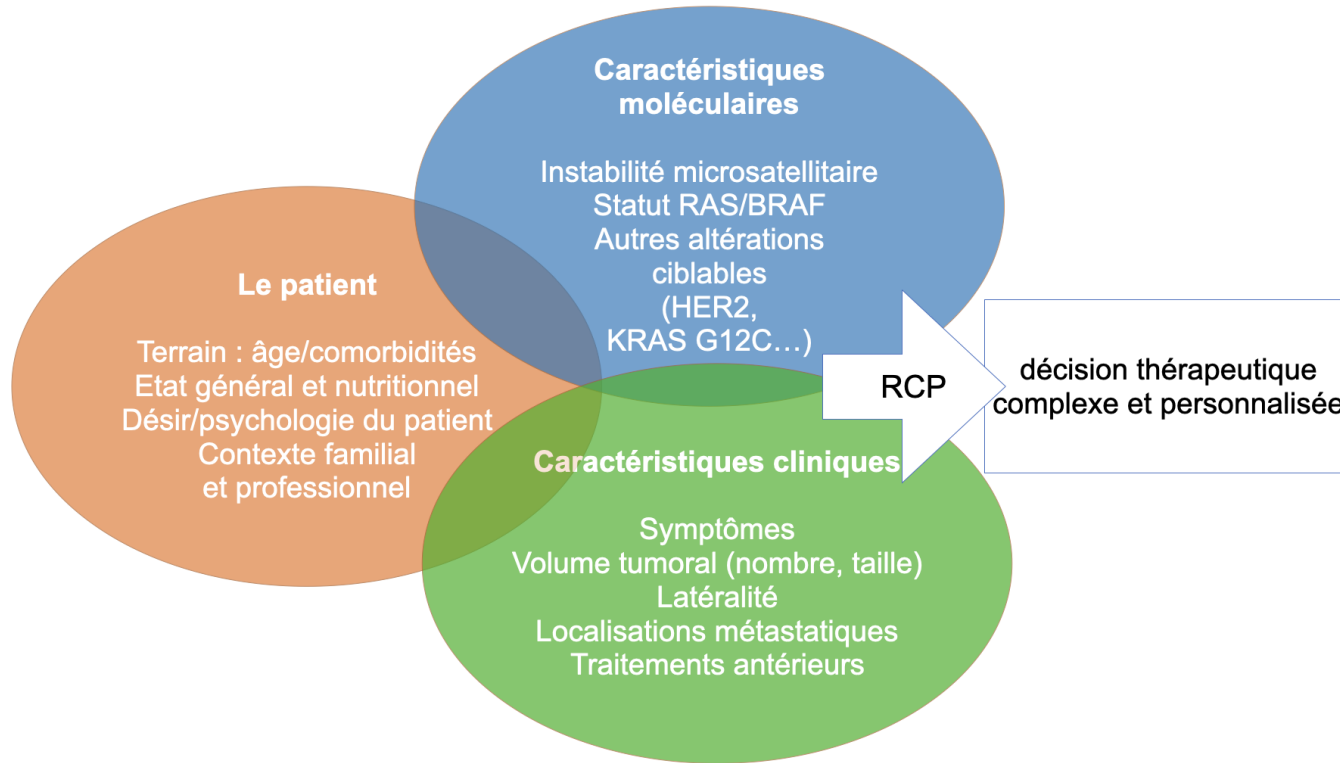 Caractéristiques
moléculaires
Instabilité microsatellitaire
Statut RAS/BRAF
Autres altérations
ciblables
(HER2,
KRAS G12C…)
Le patient
Terrain : âge/comorbidités
Etat général et nutritionnel
Désir/psychologie du patient
Contexte familial
et professionnel
Caractéristiques cliniques
Symptômes
Volume tumoral (nombre, taille)
Latéralité
Localisations métastatiques
Traitements antérieurs
RCP
décision thérapeutique
complexe et personnalisée